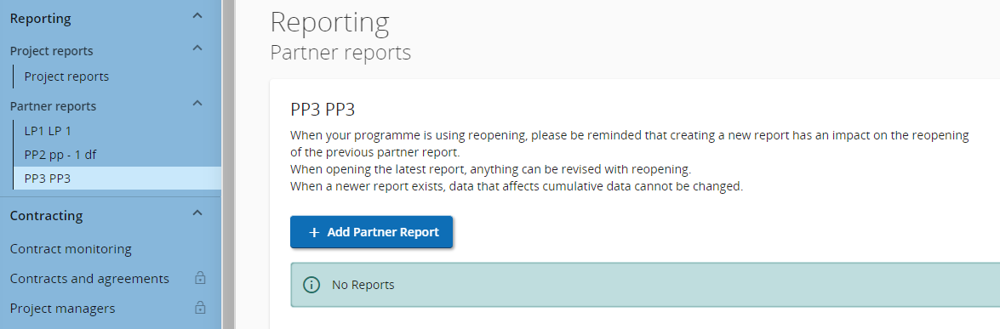 Reporting
Project reports
Project reports
Partner reports
LP1 LP 1
PP2 pp - 1 df
PP3 PP3
Contracting
Contract monitoring
Contracts and agreements
Project managers
Reporting
Partner reports
PP3 PP3
When your programme is using reopening, please be reminded that creating a new report has an impact on the reopening
of the previous partner report.
When opening the latest report, anything can be revised with reopening.
When a newer report exists, data that affects cumulative data cannot be changed.
+ Add Partner Report
No Reports